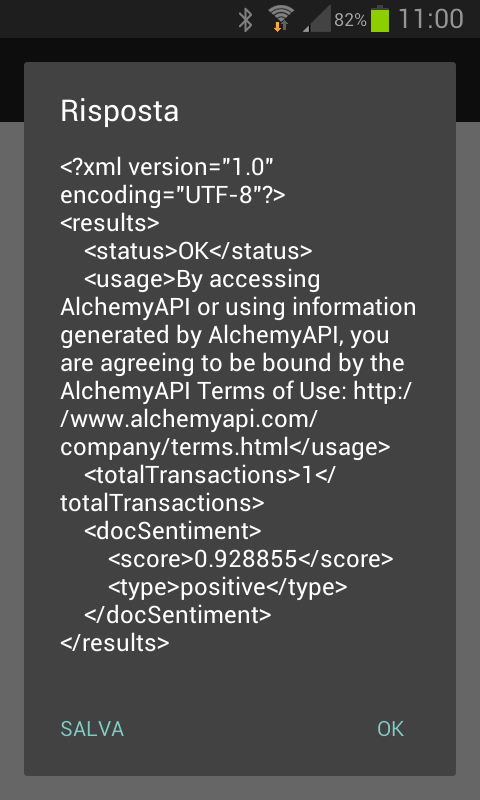 82% 11:00
Risposta
<?xml version="1.0"
encoding="UTF-8"?>
<results>
<status>OK</status>
<usage>By accessing
AlchemyAPI or using information
generated by AlchemyAPI, you
are agreeing to be bound by the
AlchemyAPI Terms of Use: http:/
/www.alchemyapi.com/
company/terms.html</usage>
<totalTransactions>1</
totalTransactions>
<docSentiment>
<score>0.928855</score>
<type>positive</type>
</docSentiment>
</results>
SALVA OK